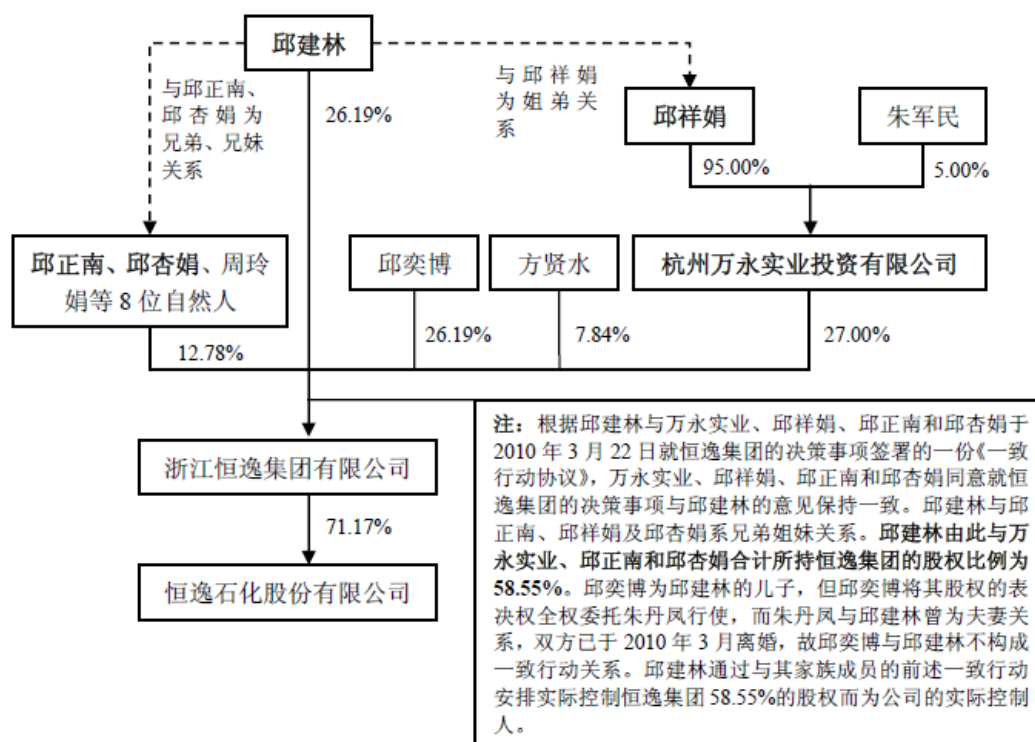 邱建林
与邱正南、
邱杏娟为
兄弟、兄妹
关系
26.19%
与邱祥娟
为姐弟关
系
邱祥娟
朱军民
95.00%
5.00%
邱正南、邱杏娟、周玲
娟等 8 位自然人
邱奕博
方贤水
杭州万永实业投资有限公司
12.78%
26.19%
7.84%
27.00%
浙江恒逸集团有限公司
71.17%
恒逸石化股份有限公司
注：根据邱建林与万永实业、邱祥娟、邱正南和邱杏娟于
2010 年 3 月 22 日就恒逸集团的决策事项签署的一份《一致
行动协议》，万永实业、邱祥娟、邱正南和邱杏娟同意就恒
逸集团的决策事项与邱建林的意见保持一致。邱建林与邱
正南、邱祥娟及邱杏娟系兄弟姐妹关系。邱建林由此与万
永实业、邱正南和邱杏娟合计所持恒逸集团的股权比例为
58.55%。邱奕博为邱建林的儿子，但邱奕博将其股权的表
决权全权委托朱丹凤行使，而朱丹凤与邱建林曾为夫妻关
系，双方已于 2010 年 3 月离婚，故邱奕博与邱建林不构成
一致行动关系。邱建林通过与其家族成员的前述一致行动
安排实际控制恒逸集团 58.55%的股权而为公司的实际控制
人。